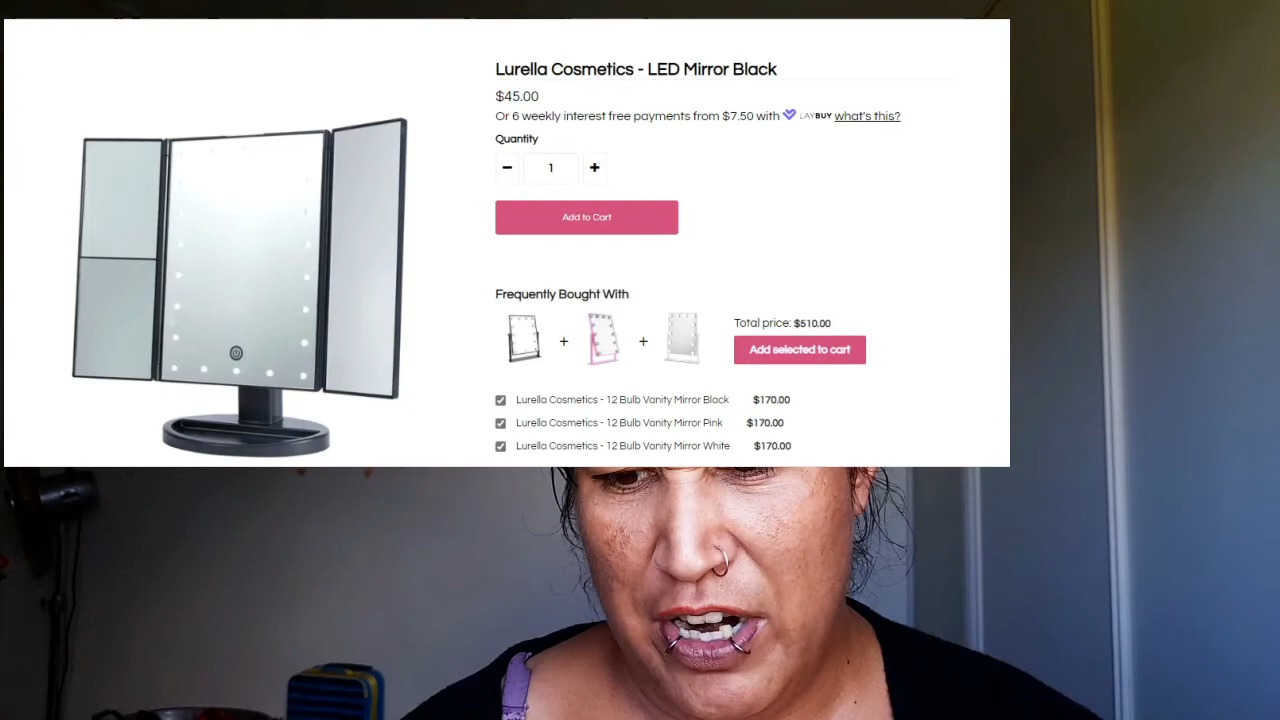 Lurella Cosmetics - LED Mirror Black
$45.00
Or 6 weekly interest free payments from $7.50 with LAYBUY what's this?
Quantity
− 1 +
Add to Cart
Frequently Bought With
+ +
Total price: $510.00
Add selected to cart
Lurella Cosmetics - 12 Bulb Vanity Mirror Black $170.00
Lurella Cosmetics - 12 Bulb Vanity Mirror Pink $170.00
Lurella Cosmetics - 12 Bulb Vanity Mirror White $170.00